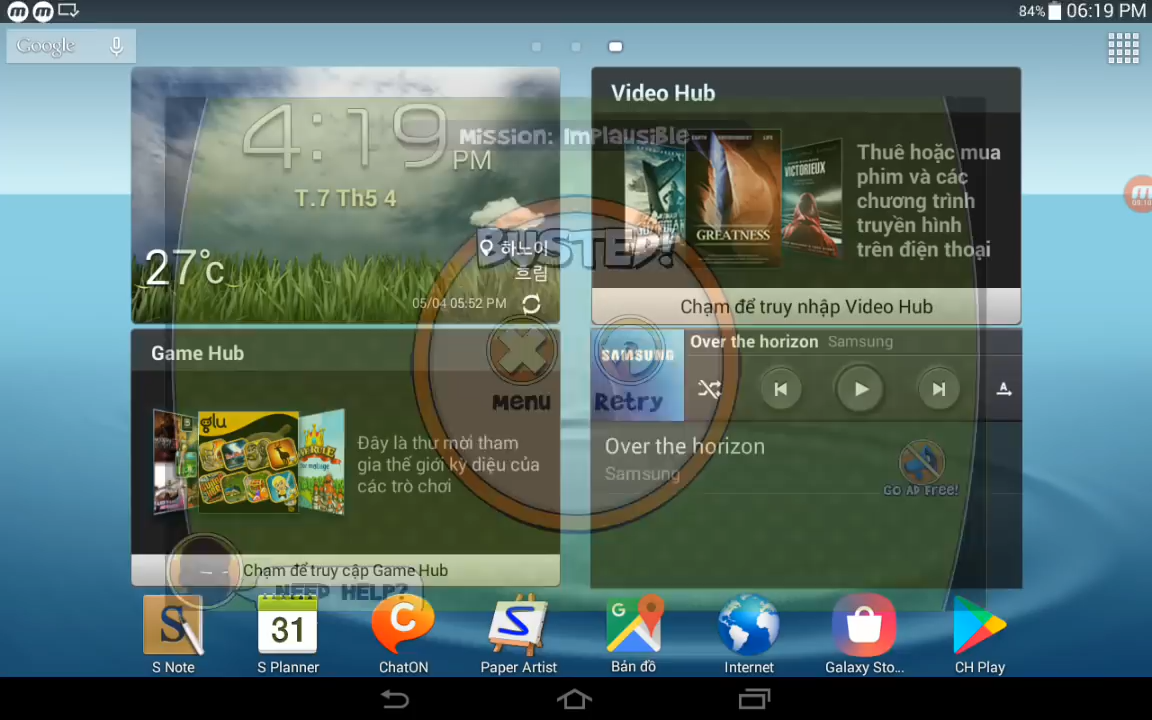 84% 06:19 PM
Google
4:19
PM
T.7 Th5 4
27°c
하노이
흐림
05/04 05:52 PM
Video Hub
EARTH ENVIRONMENT LIFE
GREATNESS
VICTORIEUX
Thuê hoặc mua
phim và các
chương trình
truyền hình
trên điện thoại
Chạm để truy nhập Video Hub
Mission: Implausible
BUSTED!
Menu
Retry
Game Hub
glu
Đây là thư mời tham
gia thế giới kỳ diệu của
các trò chơi
Chạm để truy cập Game Hub
NEED HELP?
SAMSUNG
Over the horizon Samsung
A
Over the horizon
Samsung
GO AD FREE!
S
S Note
31
S Planner
C
ChatON
S
Paper Artist
G
Bản đồ
Internet
Galaxy Sto...
CH Play